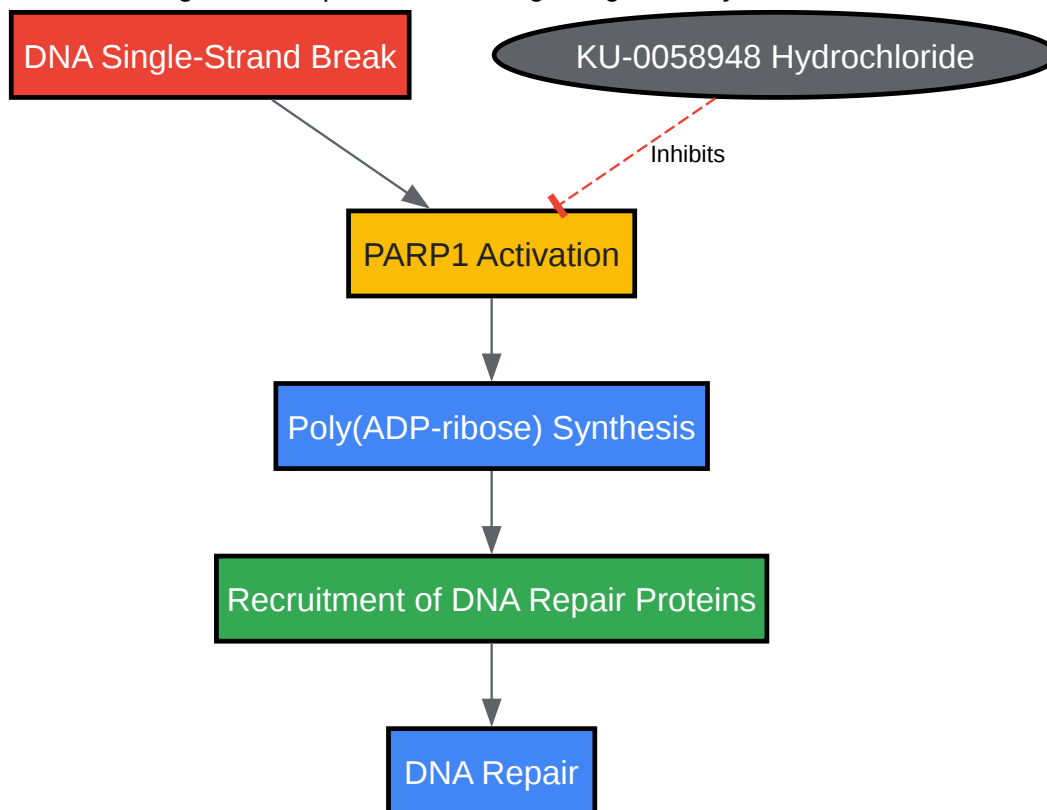 DNA Single-Strand Break
KU-0058948 Hydrochloride
Inhibits
PARP1 Activation
Poly(ADP-ribose) Synthesis
Recruitment of DNA Repair Proteins
DNA Repair